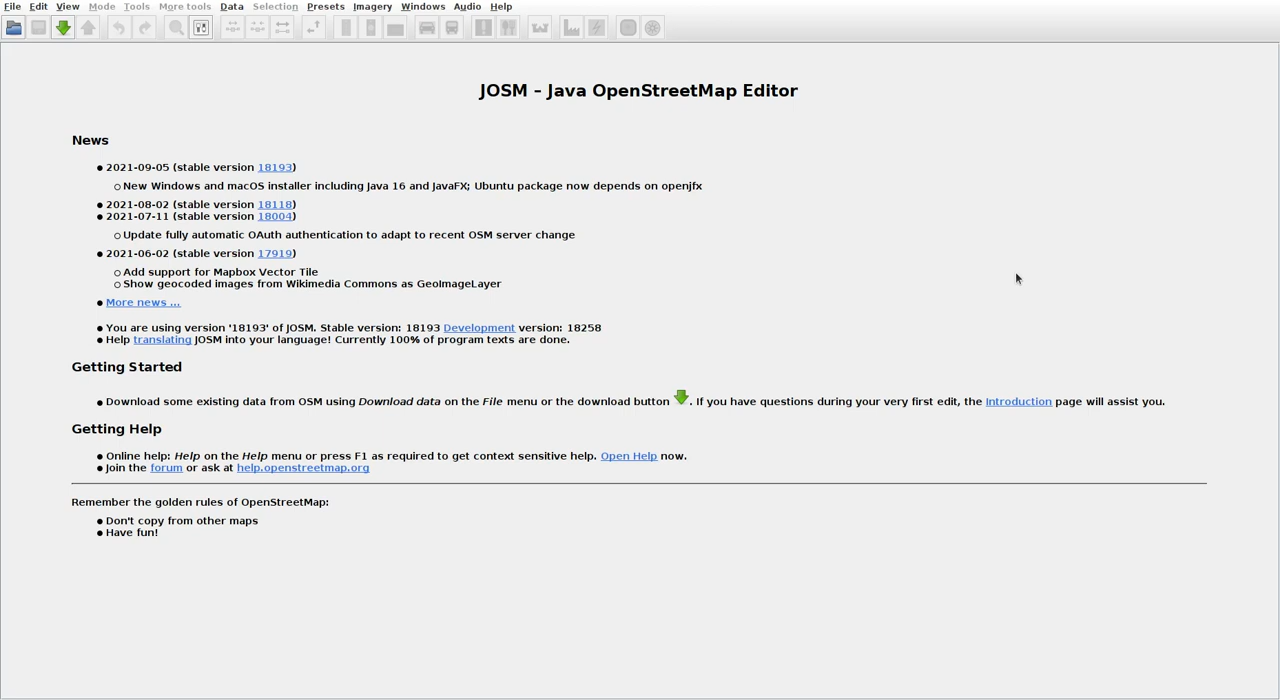 File Edit View Mode Tools More tools Data Selection Presets Imagery Windows Audio Help
JOSM – Java OpenStreetMap Editor
News
2021-09-05 (stable version 18193)
New Windows and macOS installer including Java 16 and JavaFX; Ubuntu package now depends on openjfx
2021-08-02 (stable version 18118)
2021-07-11 (stable version 18004)
Update fully automatic OAuth authentication to adapt to recent OSM server change
2021-06-02 (stable version 17919)
Add support for Mapbox Vector Tile
Show geocoded images from Wikimedia Commons as GeoImageLayer
More news ...
You are using version '18193' of JOSM. Stable version: 18193 Development version: 18258
Help translating JOSM into your language! Currently 100% of program texts are done.
Getting Started
Download some existing data from OSM using Download data on the File menu or the download button . If you have questions during your very first edit, the Introduction page will assist you.
Getting Help
Online help: Help on the Help menu or press F1 as required to get context sensitive help. Open Help now.
Join the forum or ask at help.openstreetmap.org
Remember the golden rules of OpenStreetMap:
Don't copy from other maps
Have fun!